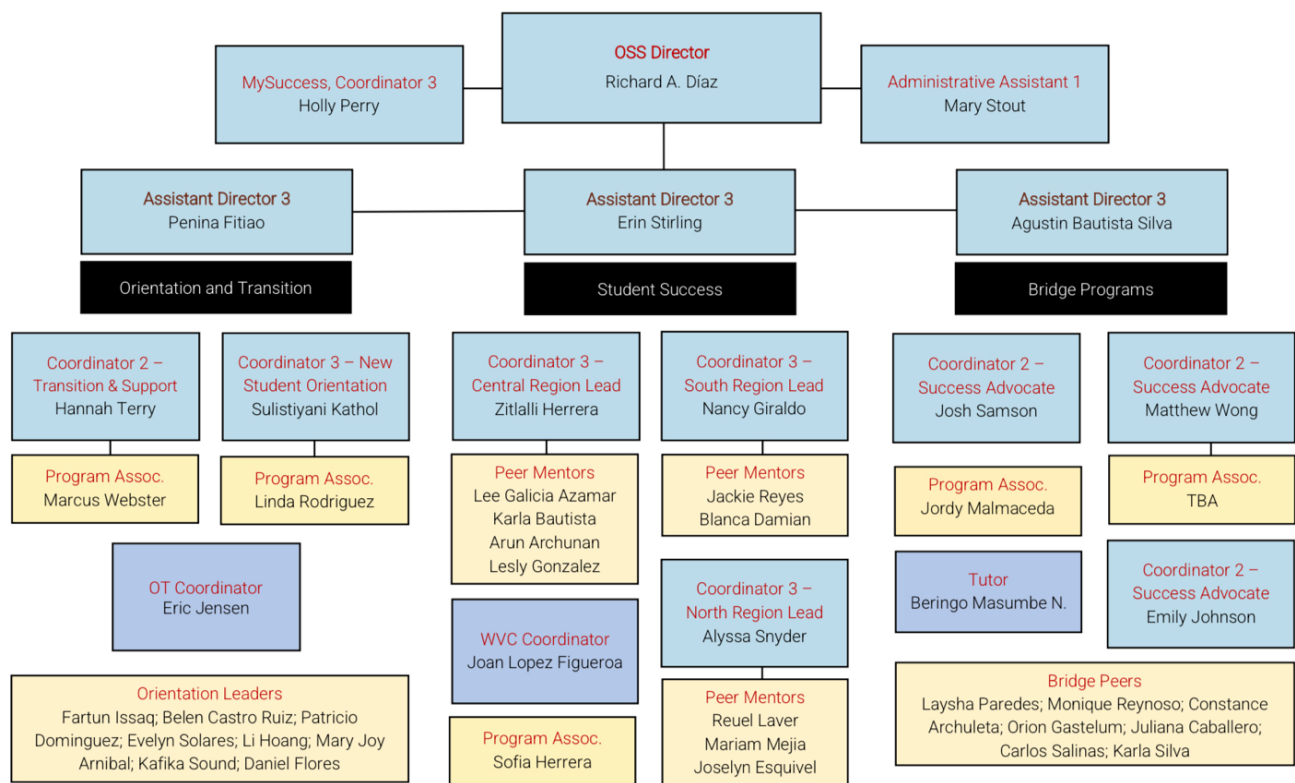 OSS Director
Richard A. Díaz
MySuccess, Coordinator 3
Holly Perry
Administrative Assistant 1
Mary Stout
Assistant Director 3
Penina Fitiao
Assistant Director 3
Erin Stirling
Assistant Director 3
Agustin Bautista Silva
Orientation and Transition
Student Success
Bridge Programs
Coordinator 2 –
Transition & Support
Hannah Terry
Coordinator 3 – New
Student Orientation
Sulistiyani Kathol
Program Assoc.
Marcus Webster
Program Assoc.
Linda Rodriguez
OT Coordinator
Eric Jensen
Orientation Leaders
Fartun Issaq; Belen Castro Ruiz; Patricio
Dominguez; Evelyn Solares; Li Hoang; Mary Joy
Arnibal; Kafika Sound; Daniel Flores
Coordinator 3 –
Central Region Lead
Zitlalli Herrera
Peer Mentors
Lee Galicia Azamar
Karla Bautista
Arun Archunan
Lesly Gonzalez
WVC Coordinator
Joan Lopez Figueroa
Program Assoc.
Sofia Herrera
Coordinator 3 –
South Region Lead
Nancy Giraldo
Peer Mentors
Jackie Reyes
Blanca Damian
Coordinator 3 –
North Region Lead
Alyssa Snyder
Peer Mentors
Reuel Laver
Mariam Mejia
Joselyn Esquivel
Coordinator 2 –
Success Advocate
Josh Samson
Program Assoc.
Jordy Malmaceda
Tutor
Beringo Masumbe N.
Coordinator 2 –
Success Advocate
Matthew Wong
Program Assoc.
TBA
Coordinator 2 –
Success Advocate
Emily Johnson
Bridge Peers
Laysha Paredes; Monique Reynoso; Constance
Archuleta; Orion Gastelum; Juliana Caballero;
Carlos Salinas; Karla Silva